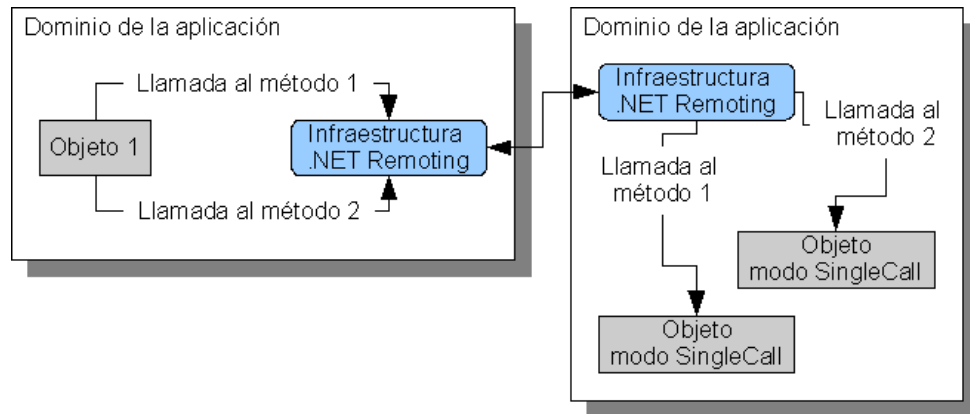 Dominio de la aplicación
Llamada al método 1
Objeto 1
Infraestructura
.NET Remoting
Llamada al método 2
Dominio de la aplicación
Infraestructura
.NET Remoting
Llamada al
método 2
Llamada al
método 1
Objeto
modo SingleCall
Objeto
modo SingleCall